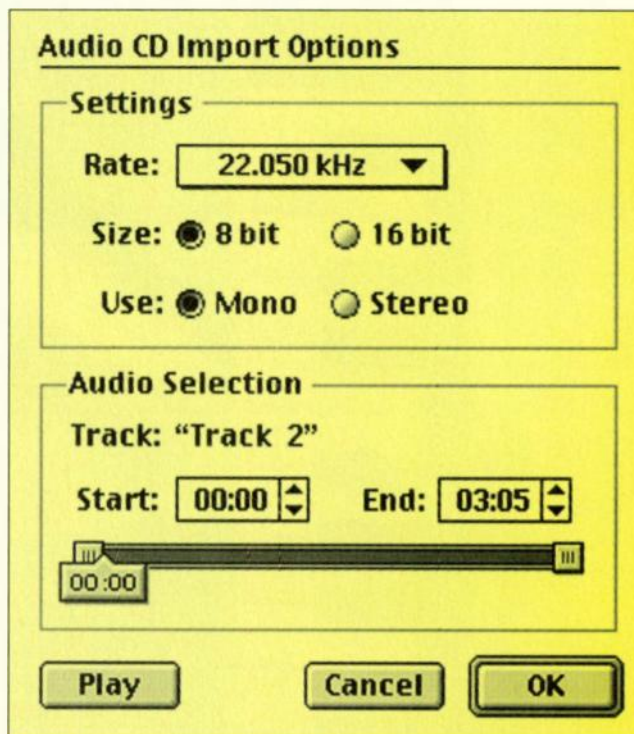 Audio CD Import Options
Settings
Rate: 22.050 kHz
Size: 8 bit 16 bit
Use: Mono Stereo
Audio Selection
Track: “Track 2”
Start: 00:00 End: 03:05
00:00
Play Cancel OK